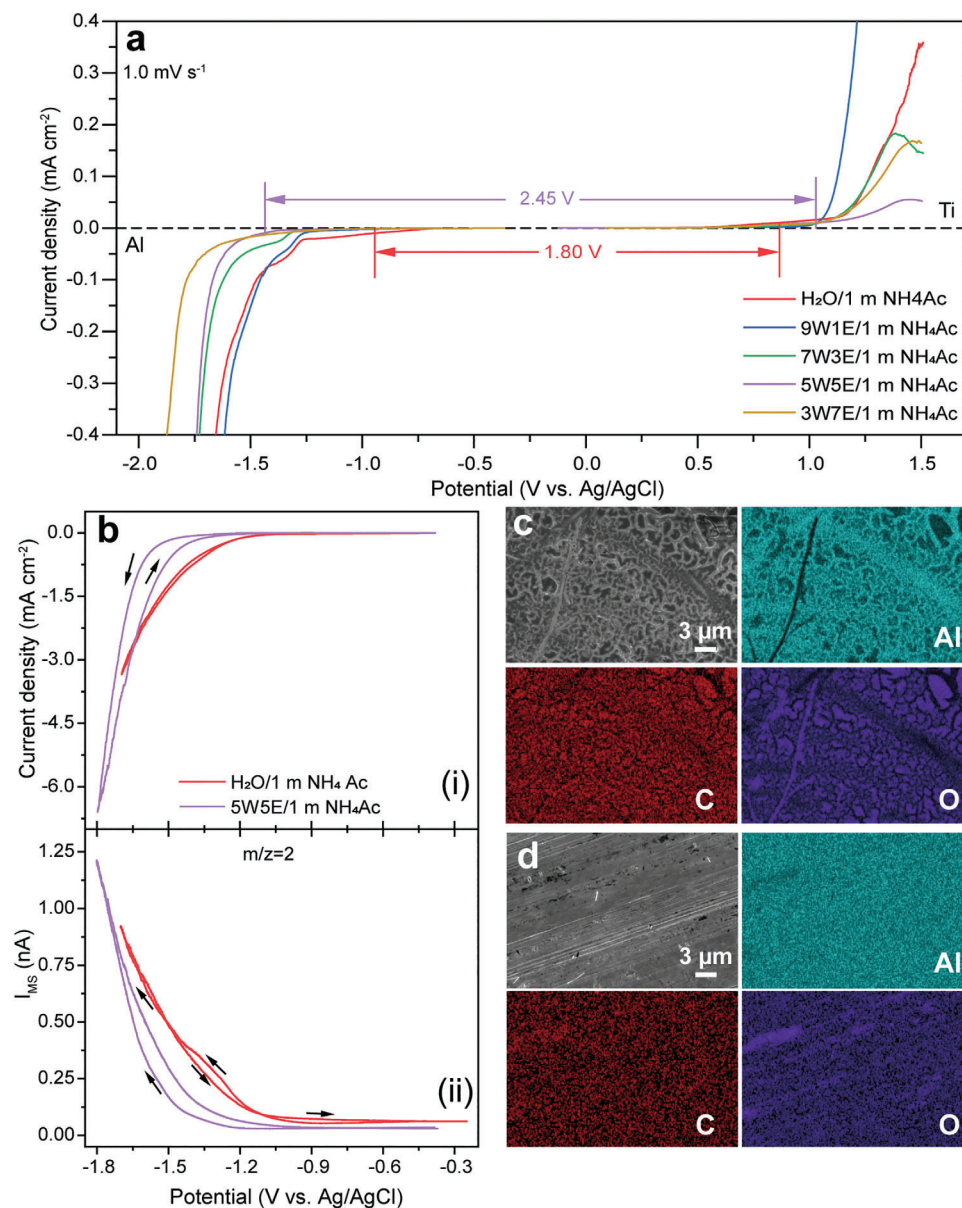 a
1.0 mV s⁻¹
Current density (mA cm⁻²)
0.4
0.3
0.2
0.1
0.0
-0.1
-0.2
-0.3
-0.4
2.45 V
1.80 V
Al
Ti
H₂O/1 m NH4Ac
9W1E/1 m NH₄Ac
7W3E/1 m NH₄Ac
5W5E/1 m NH₄Ac
3W7E/1 m NH₄Ac
-2.0 -1.5 -1.0 -0.5 0.0 0.5 1.0 1.5
Potential (V vs. Ag/AgCl)
b
Current density (mA cm⁻²)
0.0
-1.5
-3.0
-4.5
-6.0
H₂O/1 m NH₄ Ac
5W5E/1 m NH₄Ac
(i)
m/z=2
I_MS (nA)
1.25
1.00
0.75
0.50
0.25
0.00
(ii)
-1.8 -1.5 -1.2 -0.9 -0.6 -0.3
Potential (V vs. Ag/AgCl)
c
3 µm
Al
C
O
d
3 µm
Al
C
O